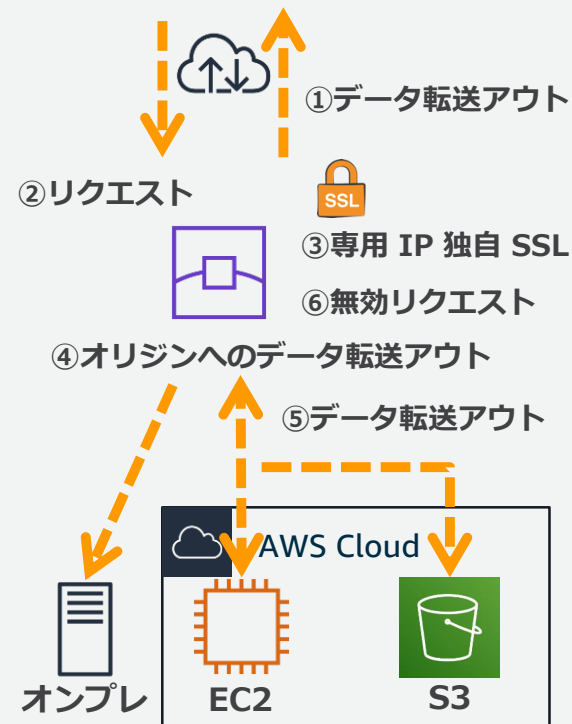 ①データ転送アウト
②リクエスト
SSL
③専用 IP 独自 SSL
⑥無効リクエスト
④オリジンへのデータ転送アウト
⑤データ転送アウト
AWS Cloud
オンプレ
EC2
S3